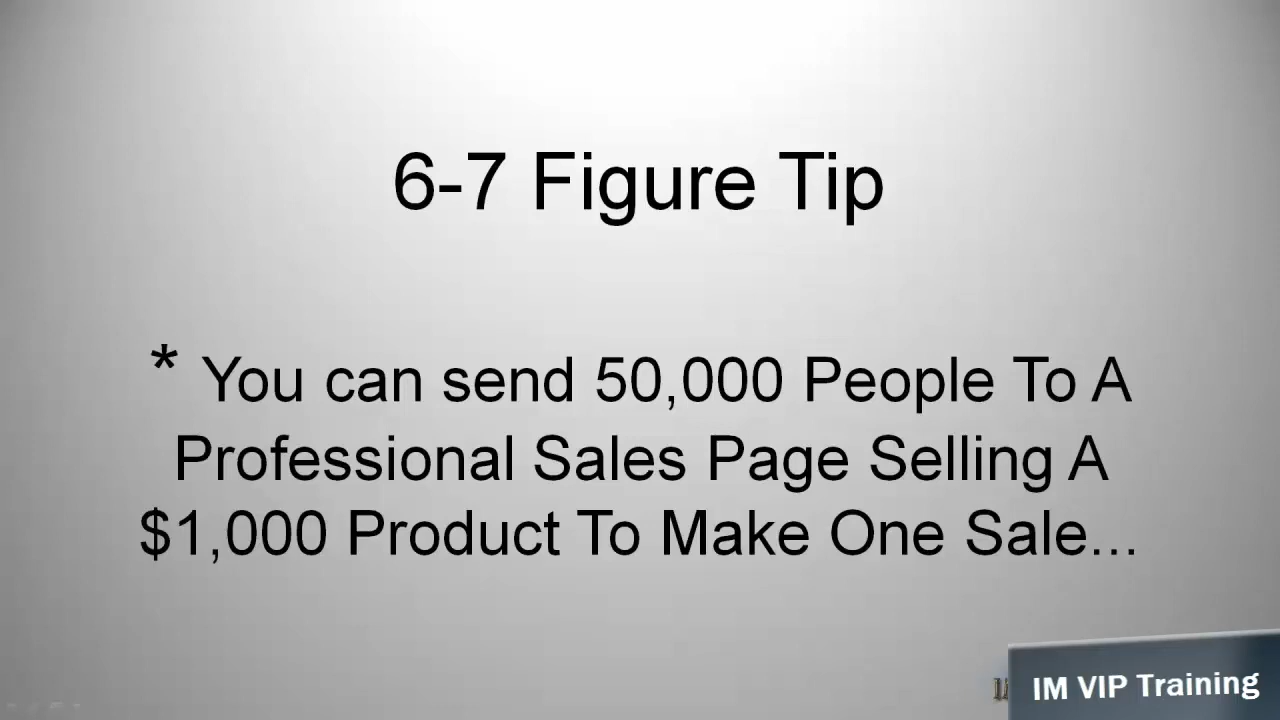 6-7 Figure Tip
* You can send 50,000 People To A
Professional Sales Page Selling A
$1,000 Product To Make One Sale...
IM VIP Training